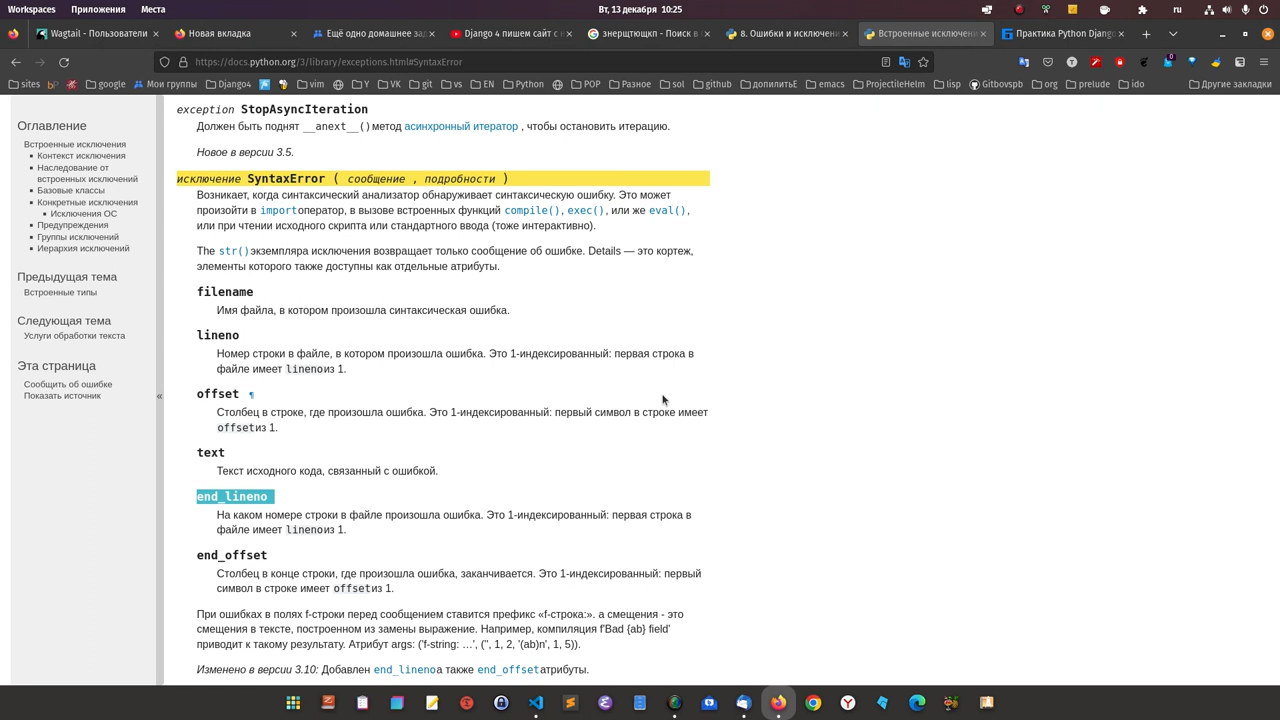 Workspaces Приложения Места Вт, 13 декабря 10:25 ru
Wagtail - Пользователи Новая вкладка Ещё одно домашнее зад Django 4 пишем сайт с н знерщтющкп - Поиск в 8. Ошибки и исключени Встроенные исключени Практика Python Django
https://docs.python.org/3/library/exceptions.html#SyntaxError
sites google Мои группы vim Y VK git vs EN Python POP Разное sol github допилитьЕ emacs ProjectileHelm lisp Gitbovspb org prelude ido Другие закладки
exception StopAsyncIteration
Должен быть поднят __anext__()метод асинхронный итератор , чтобы остановить итерацию.
Новое в версии 3.5.
исключение SyntaxError ( сообщение , подробности )
Возникает, когда синтаксический анализатор обнаруживает синтаксическую ошибку. Это может
произойти в importоператор, в вызове встроенных функций compile(), exec(), или же eval(),
или при чтении исходного скрипта или стандартного ввода (тоже интерактивно).
The str()экземпляра исключения возвращает только сообщение об ошибке. Details — это кортеж,
элементы которого также доступны как отдельные атрибуты.
filename
Имя файла, в котором произошла синтаксическая ошибка.
lineno
Номер строки в файле, в котором произошла ошибка. Это 1-индексированный: первая строка в
файле имеет linenoиз 1.
offset ¶
Столбец в строке, где произошла ошибка. Это 1-индексированный: первый символ в строке имеет
offsetиз 1.
text
Текст исходного кода, связанный с ошибкой.
end_lineno
На каком номере строки в файле произошла ошибка. Это 1-индексированный: первая строка в
файле имеет linenoиз 1.
end_offset
Столбец в конце строки, где произошла ошибка, заканчивается. Это 1-индексированный: первый
символ в строке имеет offsetиз 1.
При ошибках в полях f-строки перед сообщением ставится префикс «f-строка:». а смещения - это
смещения в тексте, построенном из замены выражение. Например, компиляция f'Bad {ab} field'
приводит к такому результату. Атрибут args: ('f-string: …', ('', 1, 2, '(ab)n', 1, 5)).
Изменено в версии 3.10: Добавлен end_linenoа также end_offsetатрибуты.
Оглавление
Встроенные исключения
Контекст исключения
Наследование от
встроенных исключений
Базовые классы
Конкретные исключения
Исключения ОС
Предупреждения
Группы исключений
Иерархия исключений
Предыдущая тема
Встроенные типы
Следующая тема
Услуги обработки текста
Эта страница
Сообщить об ошибке
Показать источник
«